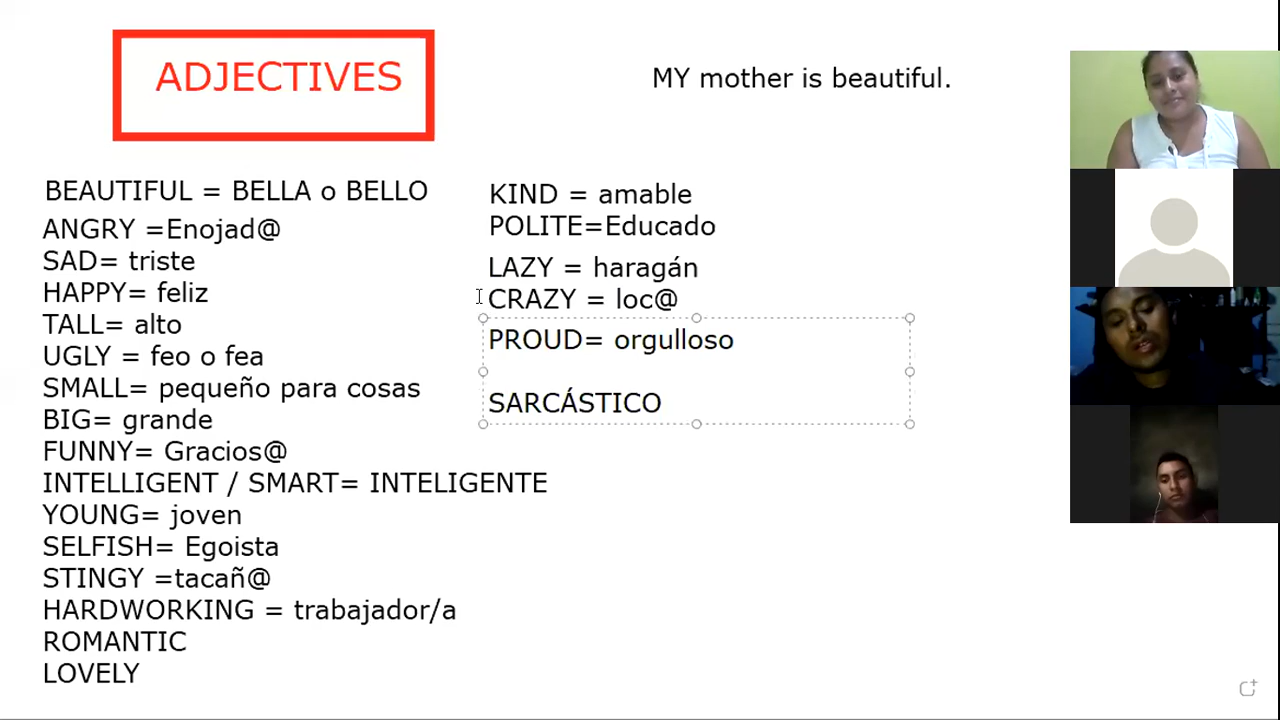 ADJECTIVES
MY mother is beautiful.
BEAUTIFUL = BELLA o BELLO
ANGRY =Enojad@
SAD= triste
HAPPY= feliz
TALL= alto
UGLY = feo o fea
SMALL= pequeño para cosas
BIG= grande
FUNNY= Gracios@
INTELLIGENT / SMART= INTELIGENTE
YOUNG= joven
SELFISH= Egoista
STINGY =tacañ@
HARDWORKING = trabajador/a
ROMANTIC
LOVELY
KIND = amable
POLITE=Educado
LAZY = haragán
CRAZY = loc@
PROUD= orgulloso
SARCÁSTICO